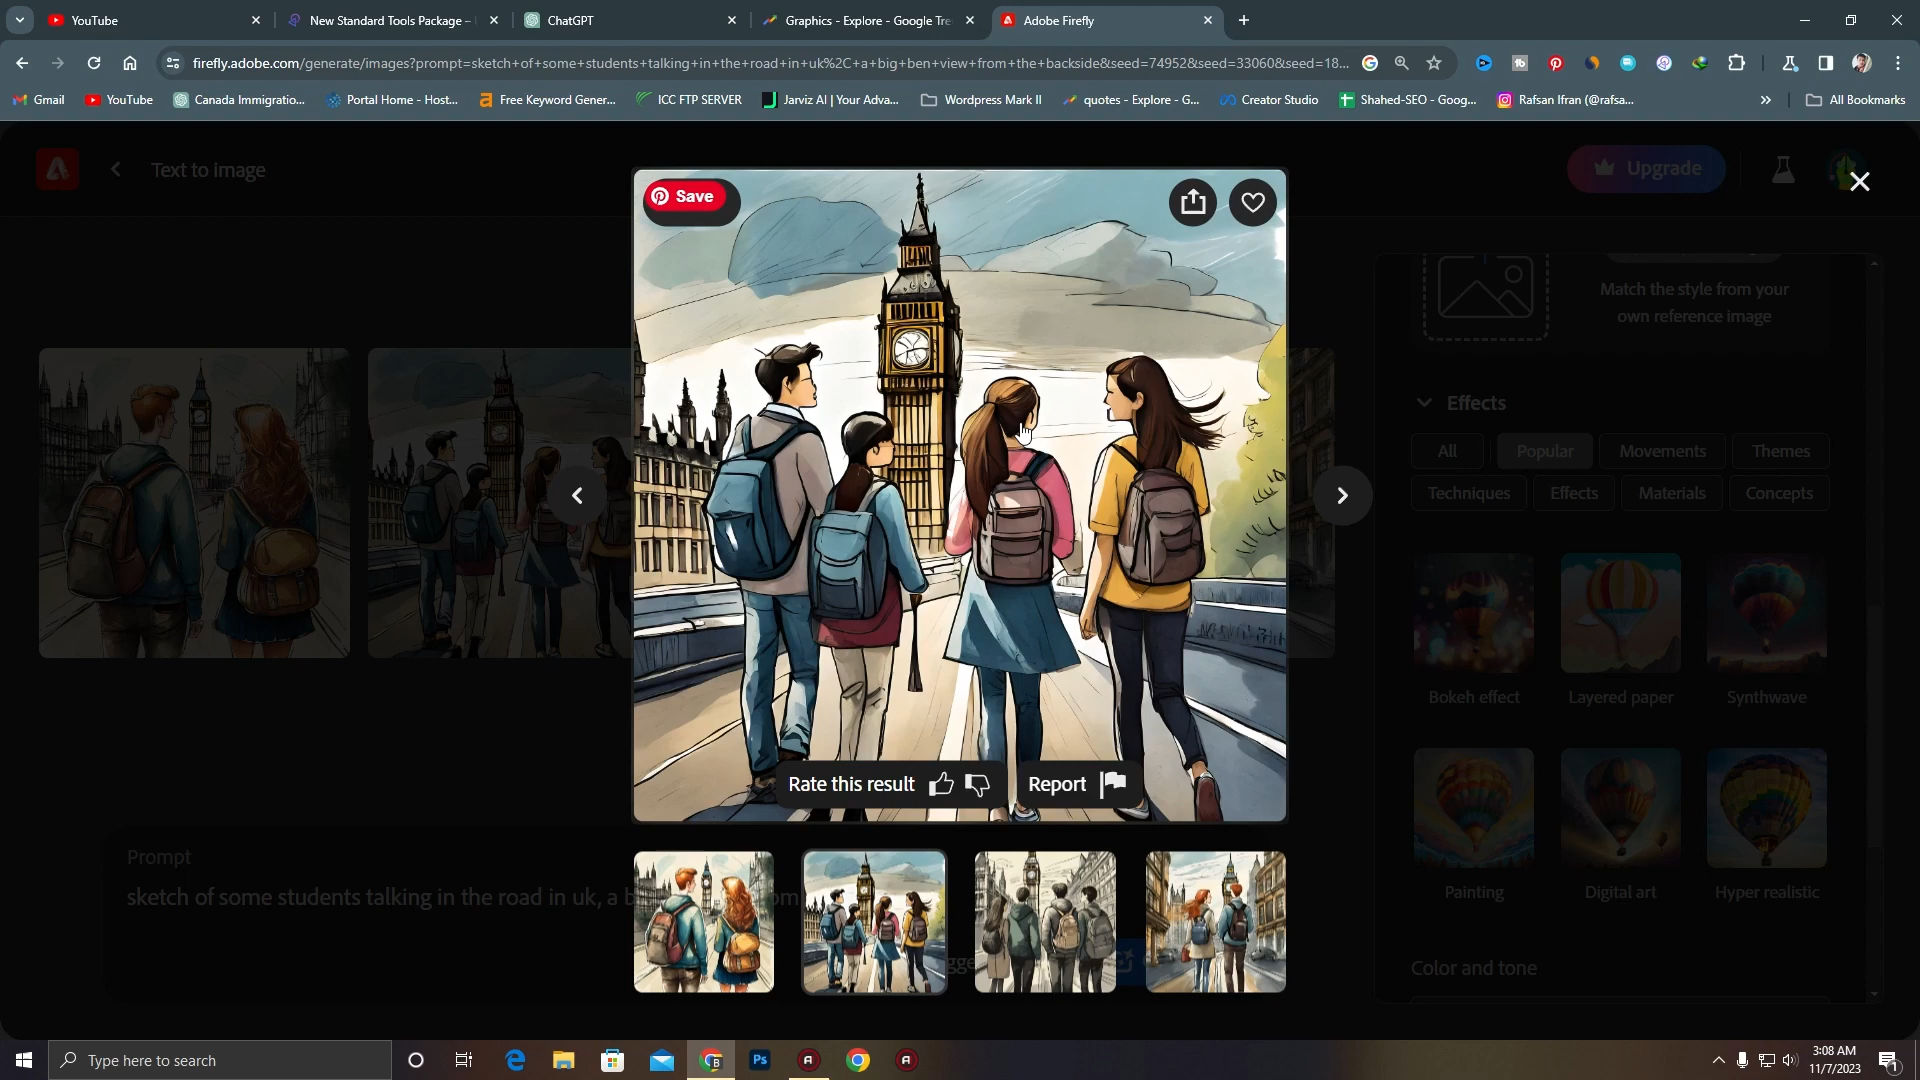 YouTube
New Standard Tools Package –
ChatGPT
Graphics - Explore - Google Tre
Adobe Firefly
firefly.adobe.com/generate/images?prompt=sketch+of+some+students+talking+in+the+road+in+uk%2C+a+big+ben+view+from+the+backside&seed=74952&seed=33060&seed=18...
Gmail
YouTube
Canada Immigratio...
Portal Home - Host...
Free Keyword Gener...
ICC FTP SERVER
Jarviz AI | Your Adva...
Wordpress Mark II
quotes - Explore - G...
Creator Studio
Shahed-SEO - Goog...
Rafsan Ifran (@rafsa...
»
All Bookmarks
Text to image
Upgrade
Save
Match the style from your
own reference image
Effects
All
Popular
Movements
Themes
Techniques
Effects
Materials
Concepts
Bokeh effect
Layered paper
Synthwave
Rate this result
Report
Painting
Digital art
Hyper realistic
Prompt
sketch of some students talking in the road in uk, a b
om
Color and tone
Type here to search
Ps
3:08 AM
11/7/2023
1